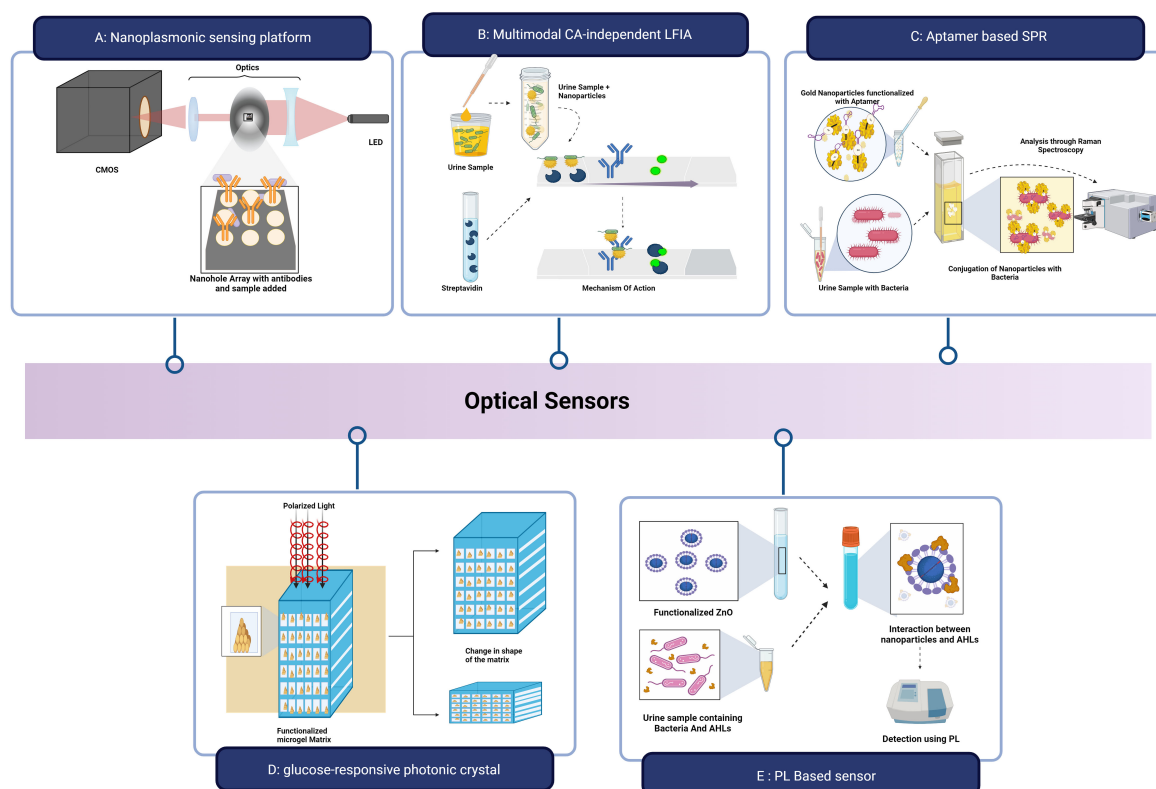 A: Nanoplasmonic sensing platform
Optics
CMOS
LED
Nanohole Array with antibodies
and sample added
B: Multimodal CA-independent LFIA
Urine Sample +
Nanoparticles
Urine Sample
Streptavidin
Mechanism Of Action
C: Aptamer based SPR
Gold Nanoparticles functionalized
with Aptamer
Analysis through Raman
Spectroscopy
Urine Sample with Bacteria
Conjugation of Nanoparticles with
Bacteria
Optical Sensors
Polarized Light
Functionalized
microgel Matrix
Change in shape
of the matrix
D: glucose-responsive photonic crystal
Functionalized ZnO
Urine sample containing
Bacteria And AHLs
Interaction between
nanoparticles and AHLs
Detection using PL
E : PL Based sensor